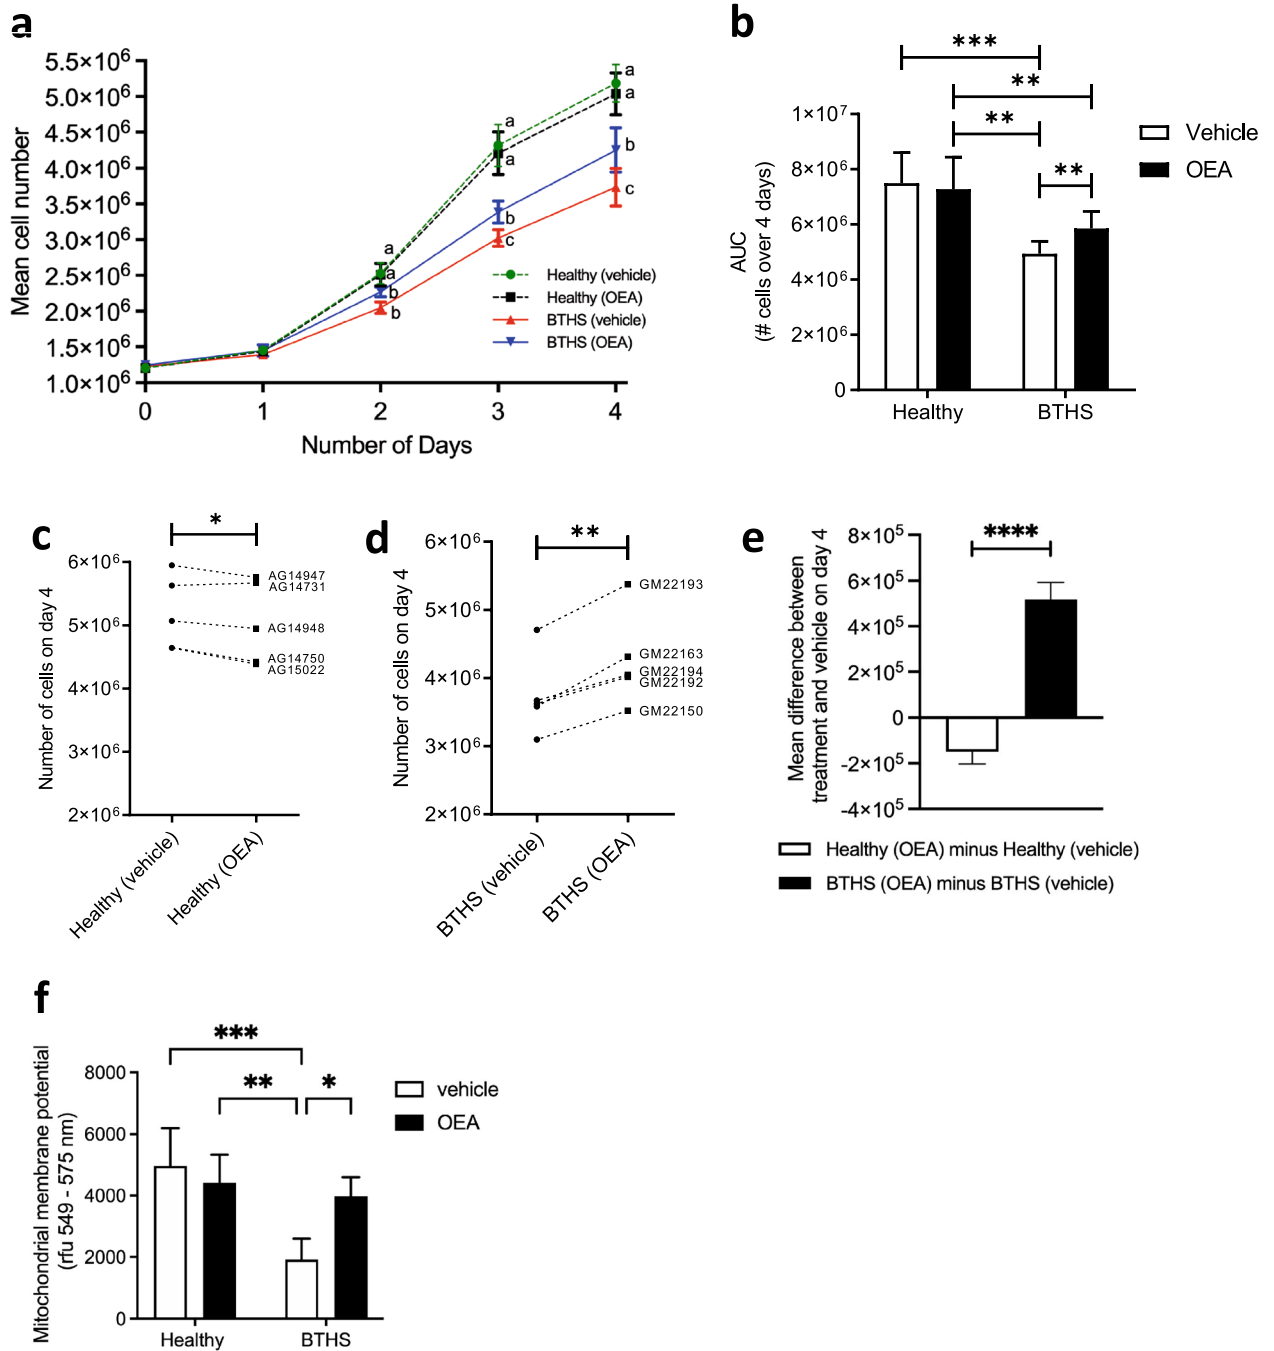 a
5.5×10⁶
5.0×10⁶
4.5×10⁶
4.0×10⁶
3.5×10⁶
3.0×10⁶
2.5×10⁶
2.0×10⁶
1.5×10⁶
1.0×10⁶
Mean cell number
0 1 2 3 4
Number of Days
a
a
b
b
a
a
b
c
a
a
b
c
Healthy (vehicle)
Healthy (OEA)
BTHS (vehicle)
BTHS (OEA)
b
***
**
**
**
1×10⁷
8×10⁶
6×10⁶
4×10⁶
2×10⁶
0
AUC
(# cells over 4 days)
Healthy BTHS
Vehicle
OEA
c
*
6×10⁶
5×10⁶
4×10⁶
3×10⁶
2×10⁶
Number of cells on day 4
AG14947
AG14731
AG14948
AG14750
AG15022
Healthy (vehicle)
Healthy (OEA)
d
**
6×10⁶
5×10⁶
4×10⁶
3×10⁶
2×10⁶
Number of cells on day 4
GM22193
GM22163
GM22194
GM22192
GM22150
BTHS (vehicle)
BTHS (OEA)
e
****
8×10⁵
6×10⁵
4×10⁵
2×10⁵
0
-2×10⁵
-4×10⁵
Mean difference between
treatment and vehicle on day 4
Healthy (OEA) minus Healthy (vehicle)
BTHS (OEA) minus BTHS (vehicle)
f
***
**
*
8000
6000
4000
2000
0
Mitochondrial membrane potential
(rfu 549 - 575 nm)
Healthy BTHS
vehicle
OEA